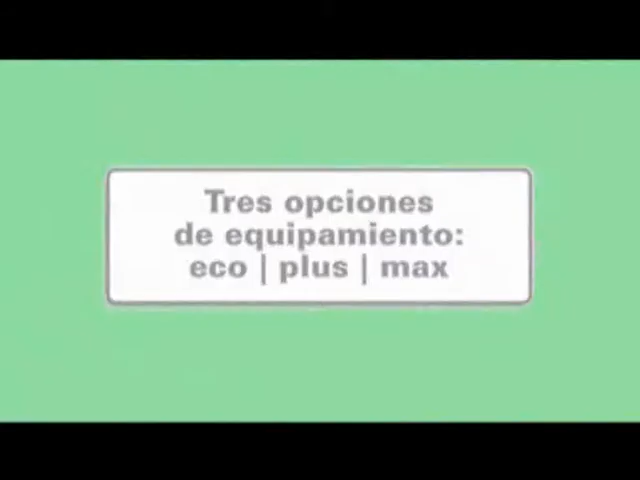 Tres opciones
de equipamiento:
eco | plus | max